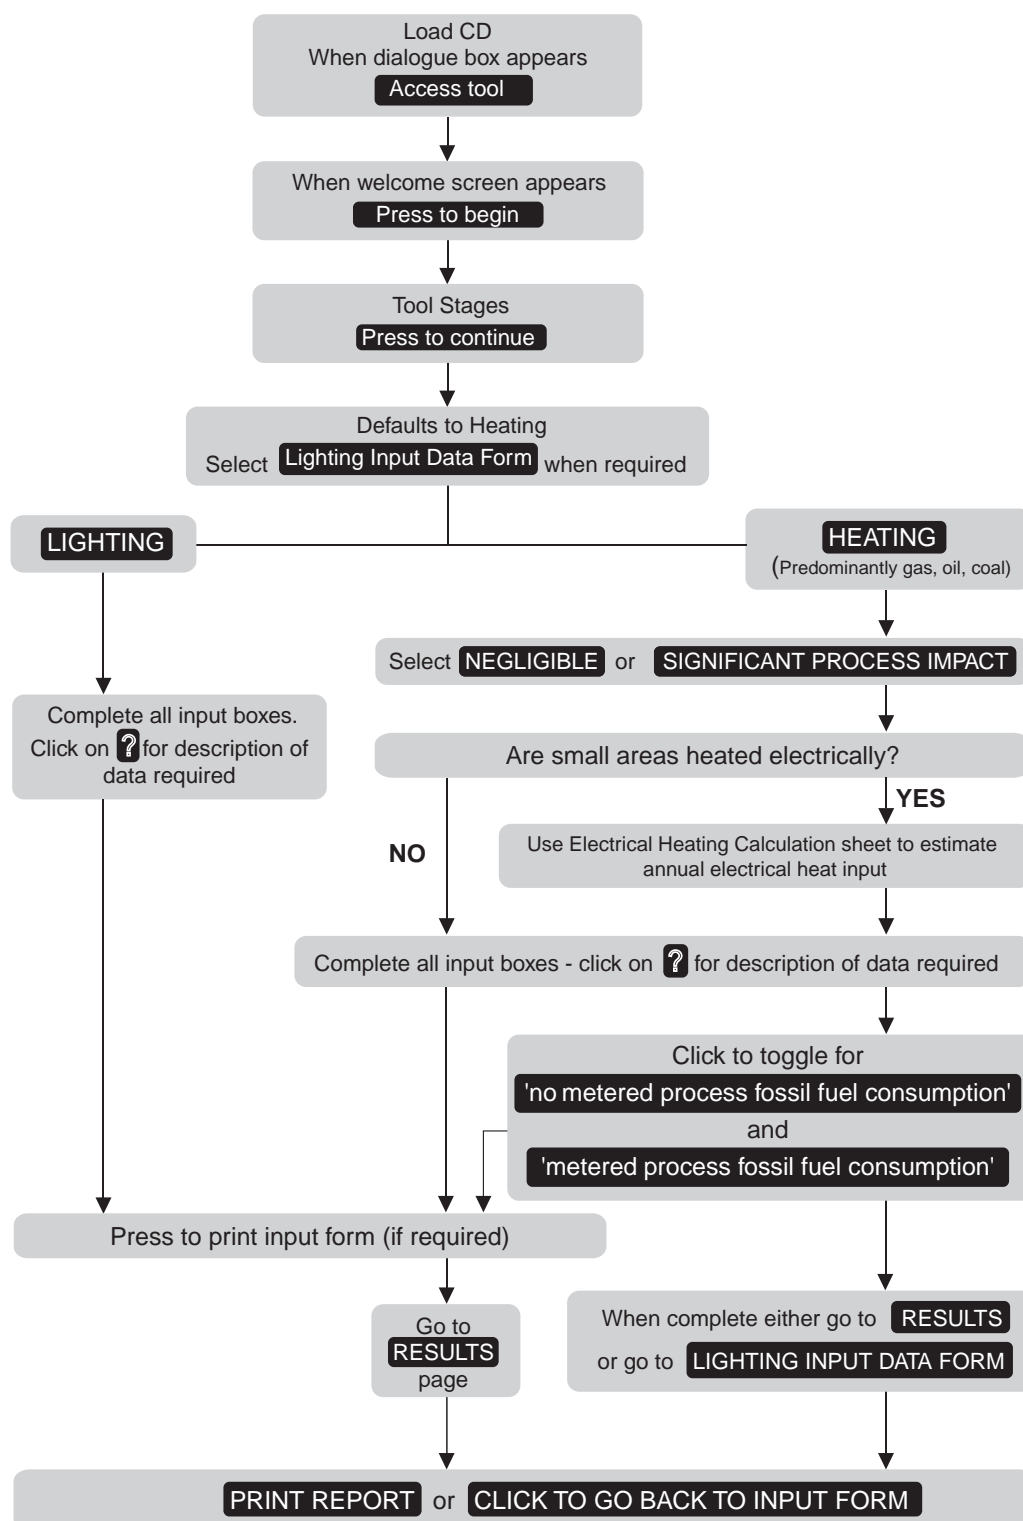 Load CD
When dialogue box appears
Access tool
When welcome screen appears
Press to begin
Tool Stages
Press to continue
Defaults to Heating
Select Lighting Input Data Form when required
LIGHTING
HEATING
(Predominantly gas, oil, coal)
Select NEGLIGIBLE or SIGNIFICANT PROCESS IMPACT
Complete all input boxes.
Click on ? for description of
data required
Are small areas heated electrically?
YES
NO
Use Electrical Heating Calculation sheet to estimate
annual electrical heat input
Complete all input boxes - click on ? for description of data required
Click to toggle for
'no metered process fossil fuel consumption'
and
'metered process fossil fuel consumption'
Press to print input form (if required)
Go to
RESULTS
page
When complete either go to RESULTS
or go to LIGHTING INPUT DATA FORM
PRINT REPORT or CLICK TO GO BACK TO INPUT FORM